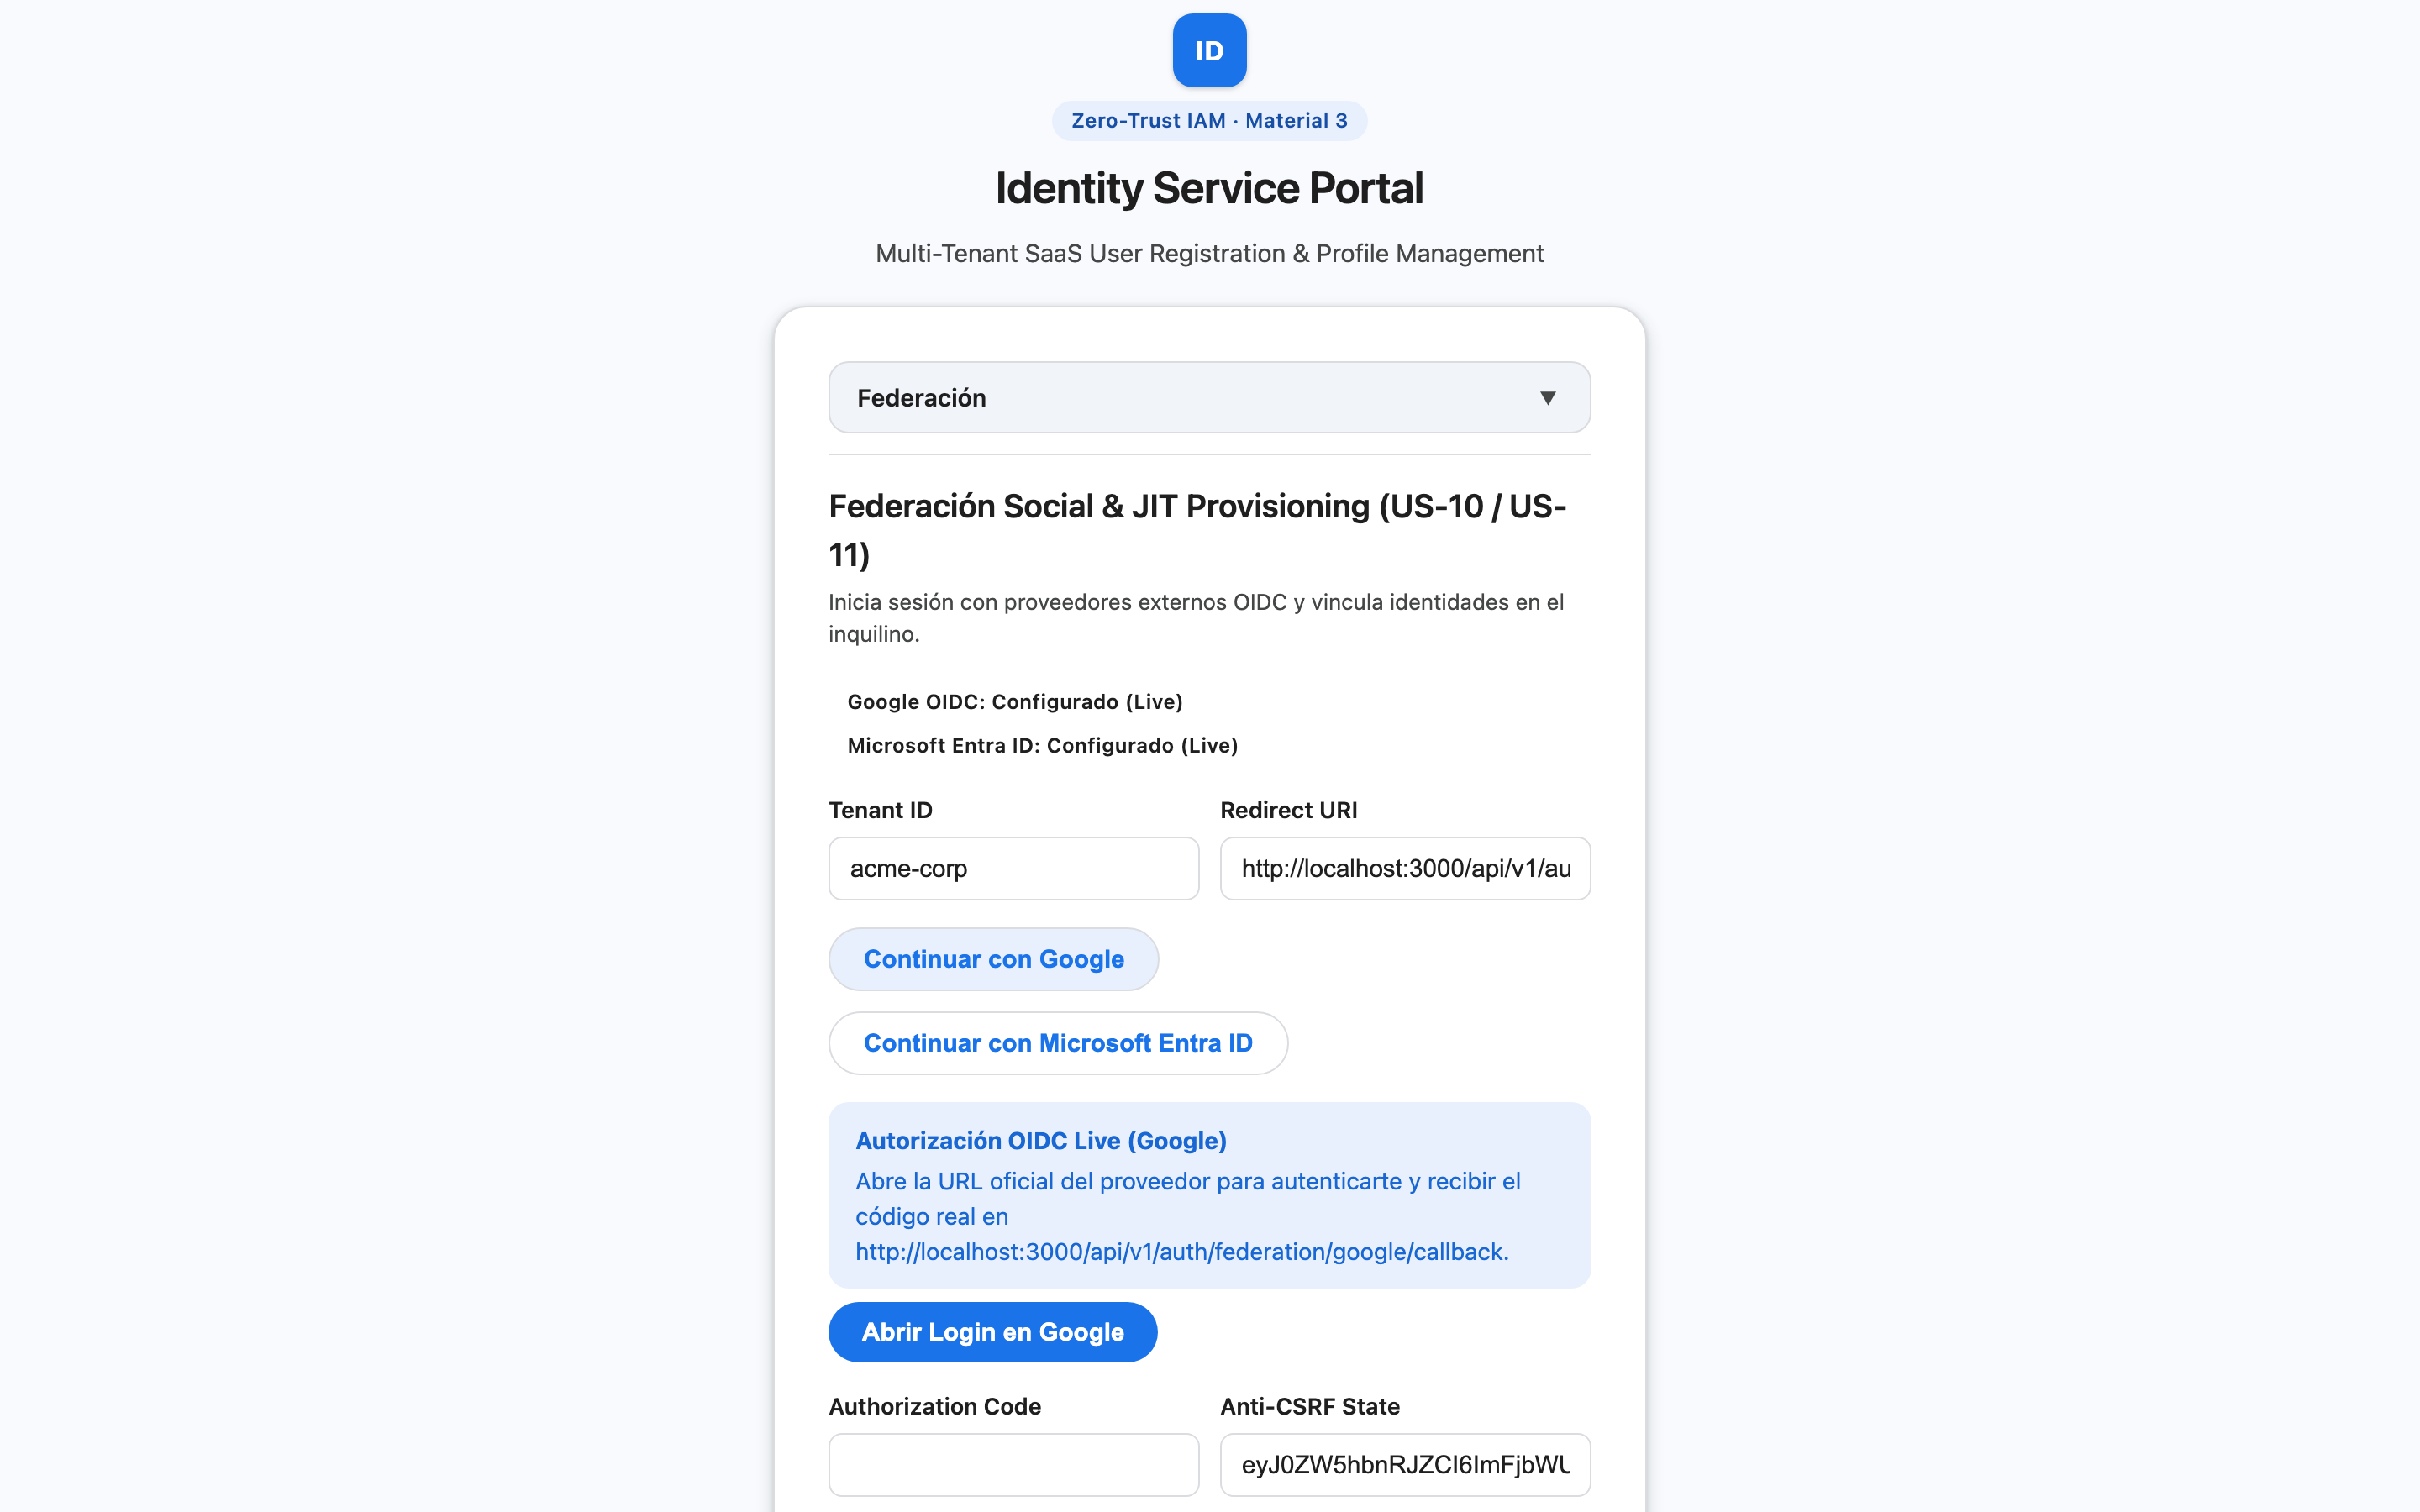 ID
Zero-Trust IAM · Material 3
Identity Service Portal
Multi-Tenant SaaS User Registration & Profile Management
Federación ▼
Federación Social & JIT Provisioning (US-10 / US-
11)
Inicia sesión con proveedores externos OIDC y vincula identidades en el
inquilino.
Google OIDC: Configurado (Live)
Microsoft Entra ID: Configurado (Live)
Tenant ID Redirect URI
acme-corp http://localhost:3000/api/v1/au
Continuar con Google
Continuar con Microsoft Entra ID
Autorización OIDC Live (Google)
Abre la URL oficial del proveedor para autenticarte y recibir el
código real en
http://localhost:3000/api/v1/auth/federation/google/callback.
Abrir Login en Google
Authorization Code Anti-CSRF State
eyJ0ZW5hbnRJZCI6ImFjbWU